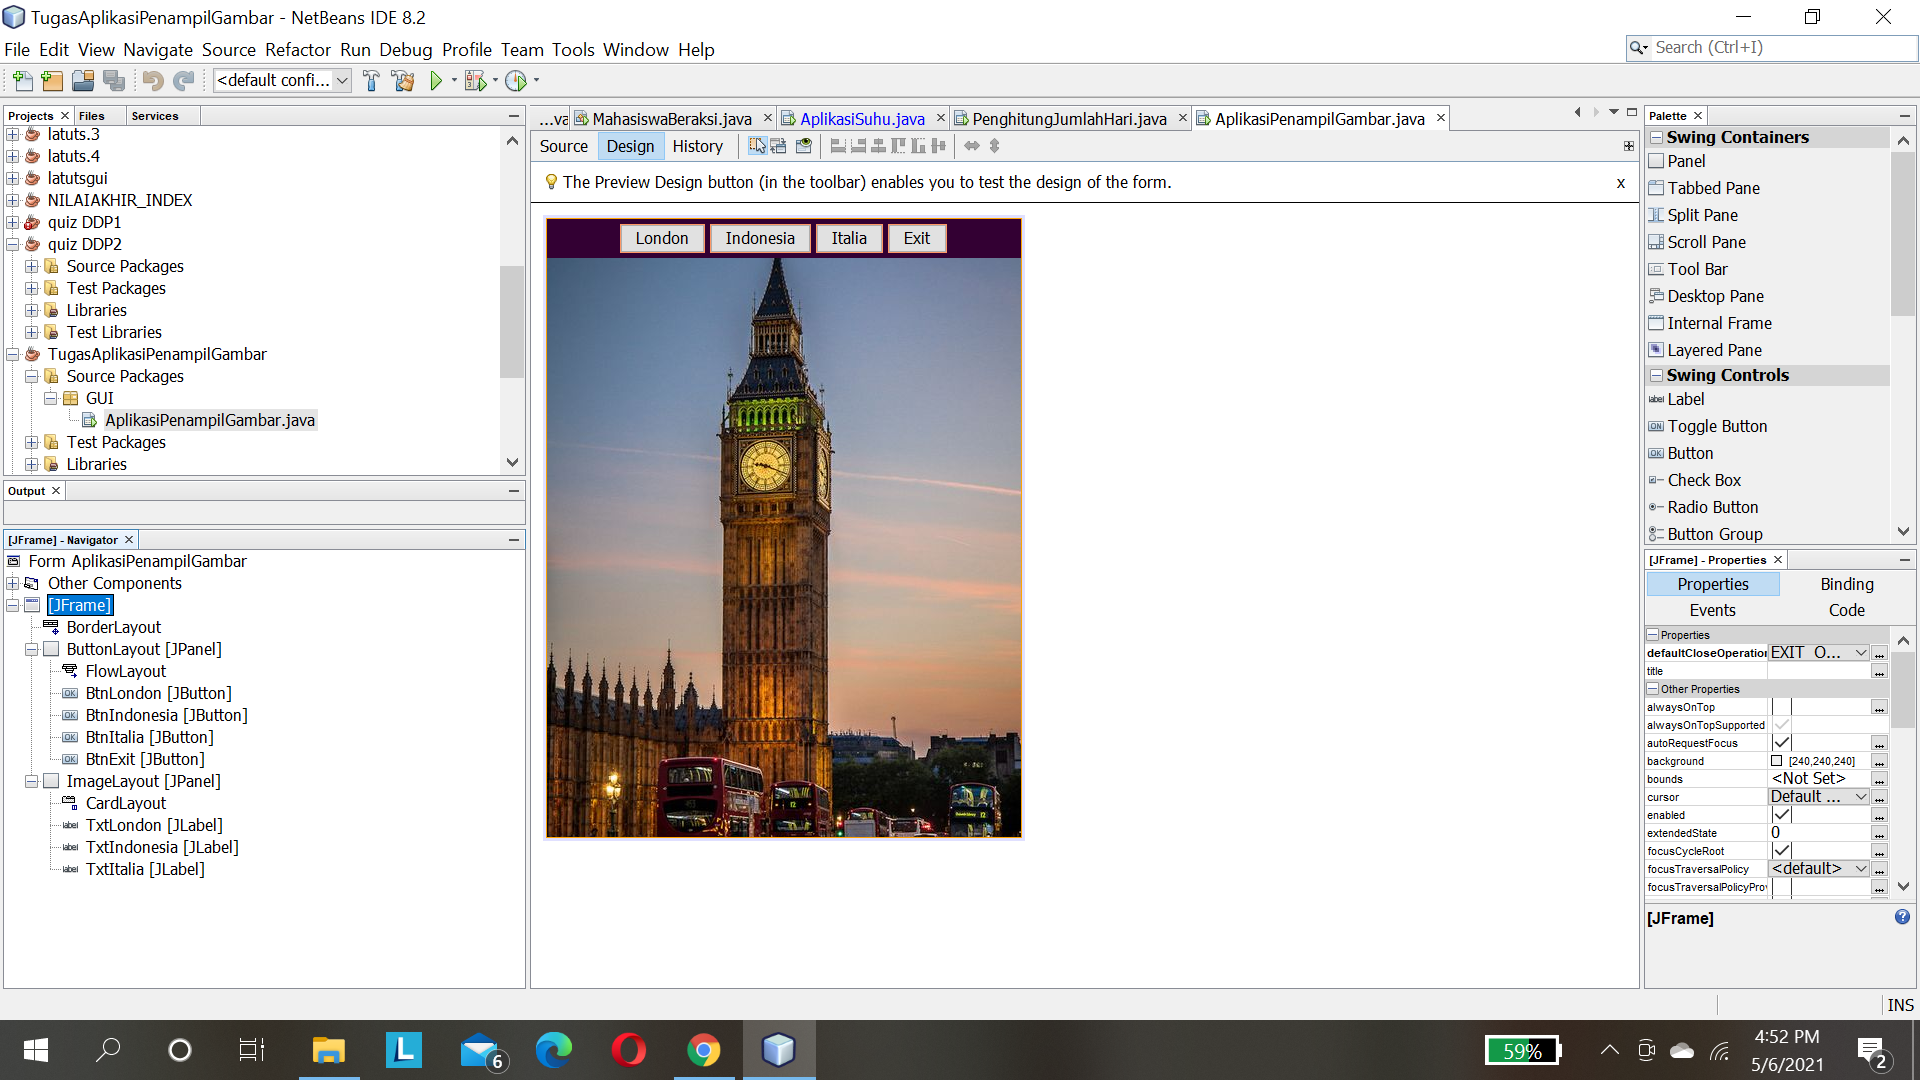 TugasAplikasiPenampilGambar - NetBeans IDE 8.2
File Edit View Navigate Source Refactor Run Debug Profile Team Tools Window Help
Search (Ctrl+I)
<default confi...
Projects Files Services
latuts.3
latuts.4
latutsgui
NILAIAKHIR_INDEX
quiz DDP1
quiz DDP2
Source Packages
Test Packages
Libraries
Test Libraries
TugasAplikasiPenampilGambar
Source Packages
GUI
AplikasiPenampilGambar.java
Test Packages
Libraries
Output
[JFrame] - Navigator
Form AplikasiPenampilGambar
Other Components
[JFrame]
BorderLayout
ButtonLayout [JPanel]
FlowLayout
BtnLondon [JButton]
BtnIndonesia [JButton]
BtnItalia [JButton]
BtnExit [JButton]
ImageLayout [JPanel]
CardLayout
TxtLondon [JLabel]
TxtIndonesia [JLabel]
TxtItalia [JLabel]
...va MahasiswaBeraksi.java AplikasiSuhu.java PenghitungJumlahHari.java AplikasiPenampilGambar.java
Source Design History
The Preview Design button (in the toolbar) enables you to test the design of the form. x
London Indonesia Italia Exit
Palette
Swing Containers
Panel
Tabbed Pane
Split Pane
Scroll Pane
Tool Bar
Desktop Pane
Internal Frame
Layered Pane
Swing Controls
label Label
ON Toggle Button
OK Button
Check Box
Radio Button
Button Group
[JFrame] - Properties
Properties Binding
Events Code
Properties
defaultCloseOperation EXIT_O... ...
title ...
Other Properties
alwaysOnTop ...
alwaysOnTopSupported
autoRequestFocus ...
background [240,240,240] ...
bounds <Not Set> ...
cursor Default ... ...
enabled ...
extendedState 0 ...
focusCycleRoot ...
focusTraversalPolicy <default> ...
focusTraversalPolicyPro ...
[JFrame]
INS
L 6 59% 4:52 PM
5/6/2021 2